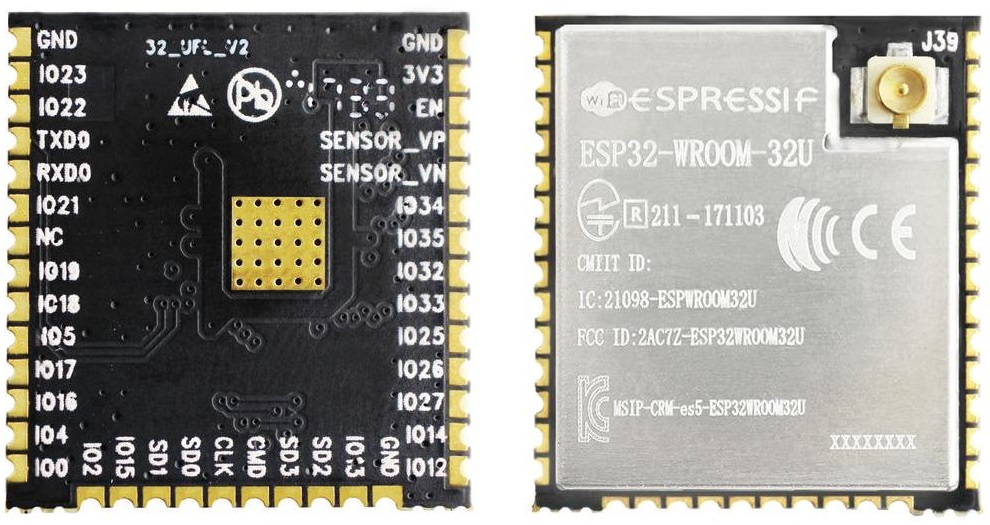 32_UFL_V2
GND
IO23
IO22
TXD0
RXD0
IO21
NC
IO19
IO18
IO5
IO17
IO16
IO4
IO0
IO2
IO15
SD1
SD0
CLK
CMD
SD3
SD2
IO13
GND
GND
3V3
EN
SENSOR_VP
SENSOR_VN
IO34
IO35
IO32
IO33
IO25
IO26
IO27
IO14
IO12
Pb
J39
WiFi ESPRESSIF
ESP32-WROOM-32U
R 211-171103
CE
CMIIT ID:
IC:21098-ESPWROOM32U
FCC ID:2AC7Z-ESP32WROOM32U
MSIP-CRM-es5-ESP32WROOM32U
XXXXXXXX